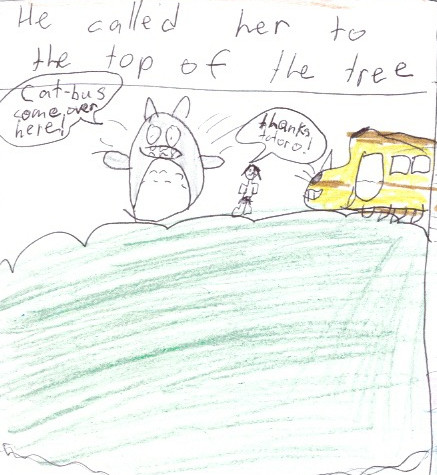 He called her to
the top of the tree
Cat-bus
come over
here!
thanks,
totoro!